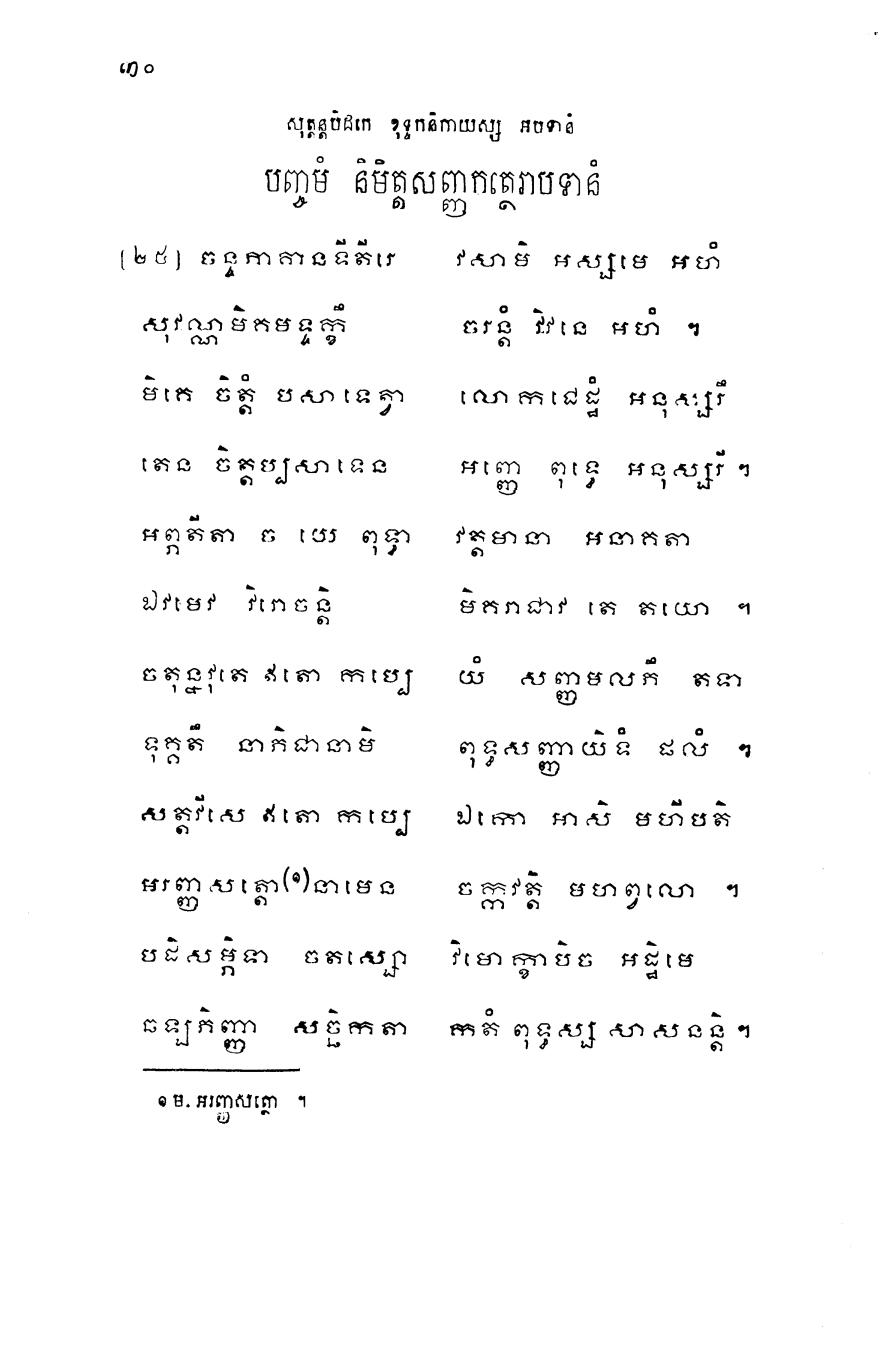 ៣០
សុត្តន្តបិដកេ ខុទ្ទកនិកាយស្ស អបទានំ
បញ្ចមំ និមិត្តសញ្ញកត្ថេរាបទានំ
[២៥] ចន្ទភាគានទីតីរេ វសាមិ អស្សមេ អហំ
សុវណ្ណមិគមទ្ទក្ខឹ ចរន្តំ វិវនេ អហំ ។
មិគេ ចិត្តំ បសាទេត្វា លោកជេដ្ឋំ អនុស្សរឹ
តេន ចិត្តប្បសាទេន អញ្ញេ ពុទ្ធេ អនុស្សរឹ ។
អព្ភតីតា ច យេ ពុទ្ធា វត្តមានា អនាគតា
ឯវមេវ វិរោចន្តិ មិគរាជាវ តេ តយោ ។
ចតុន្នវុតេ ឥតោ កប្បេ យំ សញ្ញមលភឹ តទា
ទុគ្គតឹ នាភិជានាមិ ពុទ្ធសញ្ញាយិទំ ផលំ ។
សត្តវីសេ ឥតោ កប្បេ ឯកោ អាសិ មហីបតិ
អរញ្ញសត្តោ(១)នាមេន ចក្កវត្តិ មហព្វលោ ។
បដិសម្ភិទា ចតស្សោ វិមោក្ខាបិច អដ្ឋិមេ
ឆឡភិញ្ញា សច្ឆិកតា កតំ ពុទ្ធស្ស សាសនន្តិ ។
១ ម. អរញ្ញសត្ថោ ។